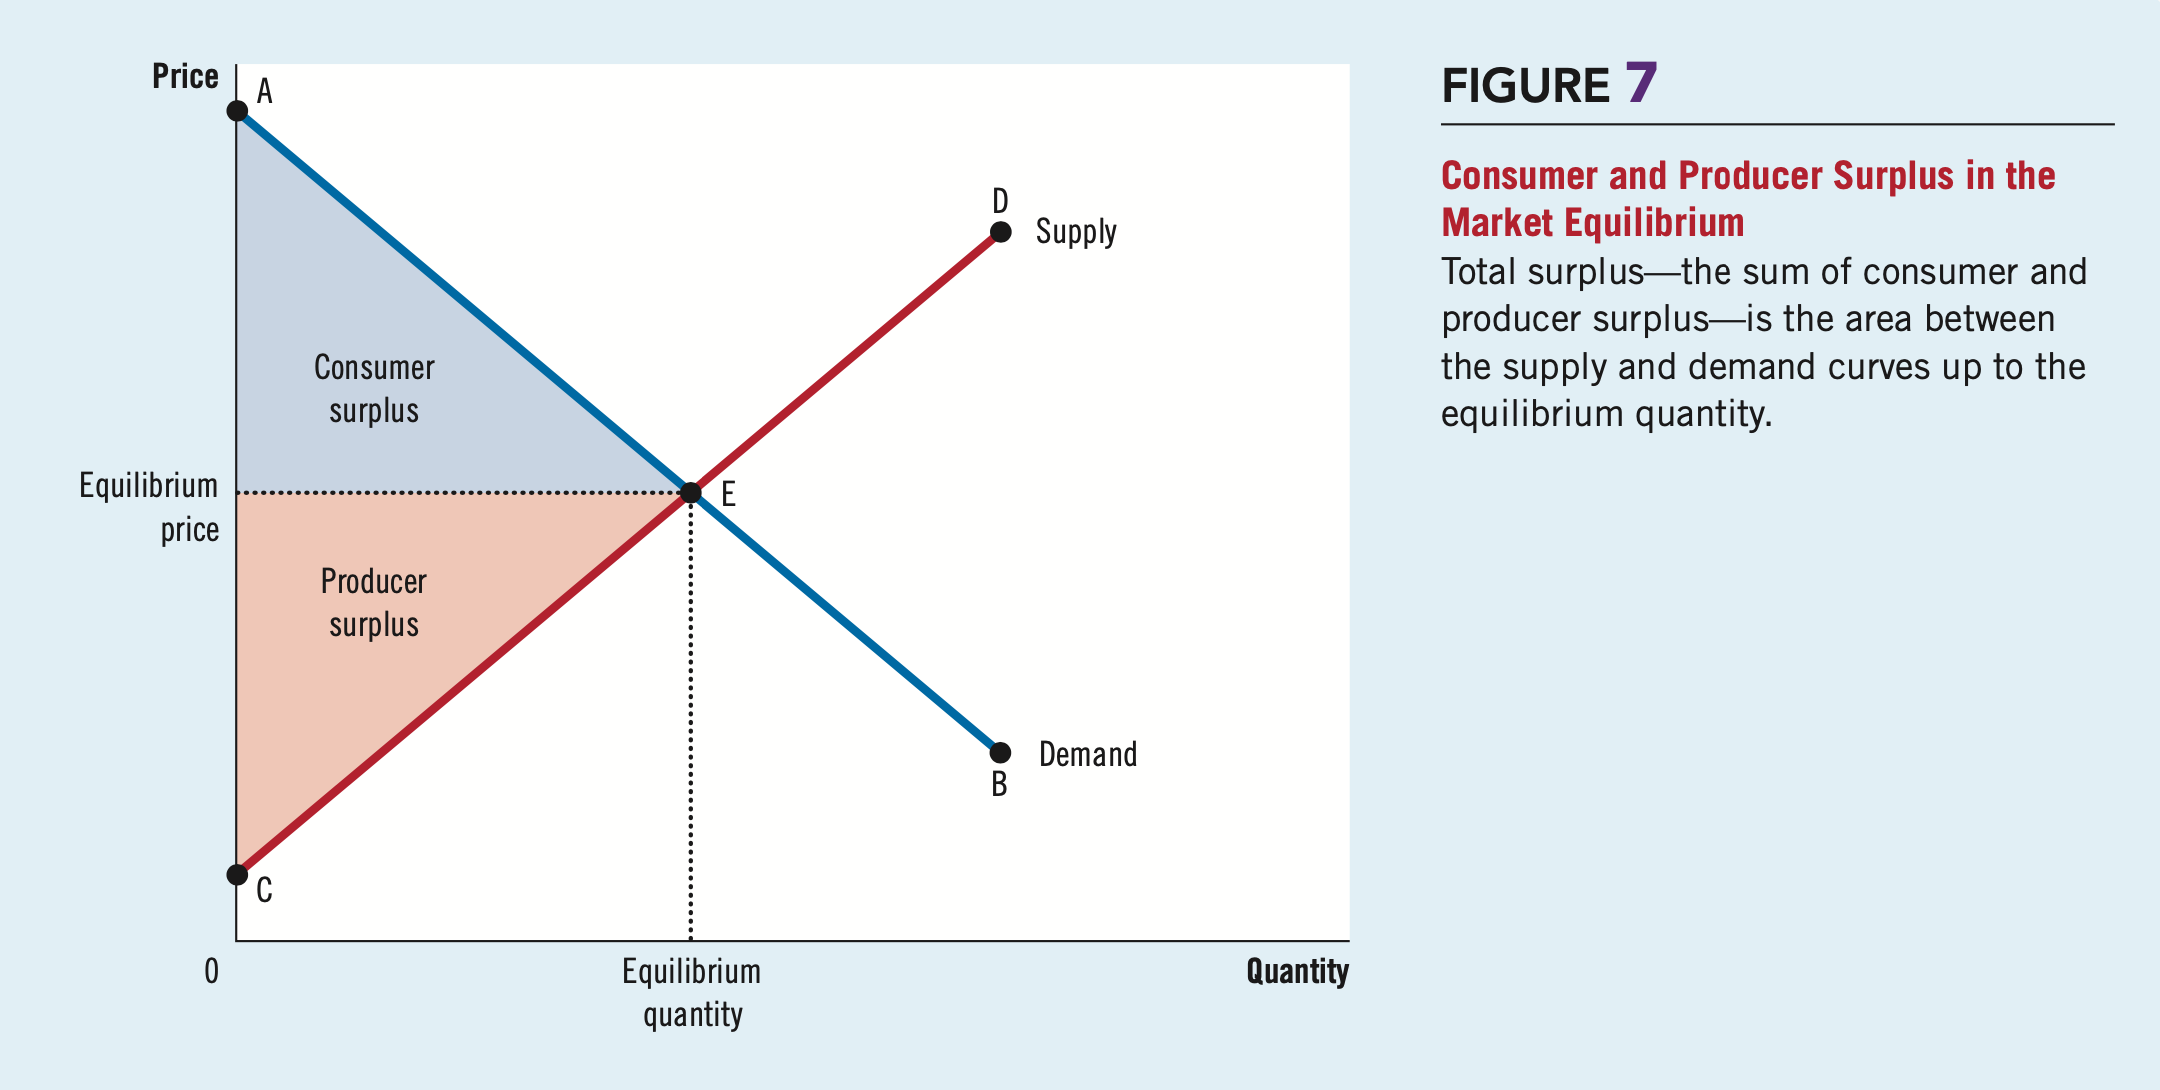 Price
A
D
Supply
Consumer
surplus
Equilibrium
price
E
Producer
surplus
Demand
B
C
0
Equilibrium
quantity
Quantity
FIGURE 7
Consumer and Producer Surplus in the
Market Equilibrium
Total surplus—the sum of consumer and
producer surplus—is the area between
the supply and demand curves up to the
equilibrium quantity.